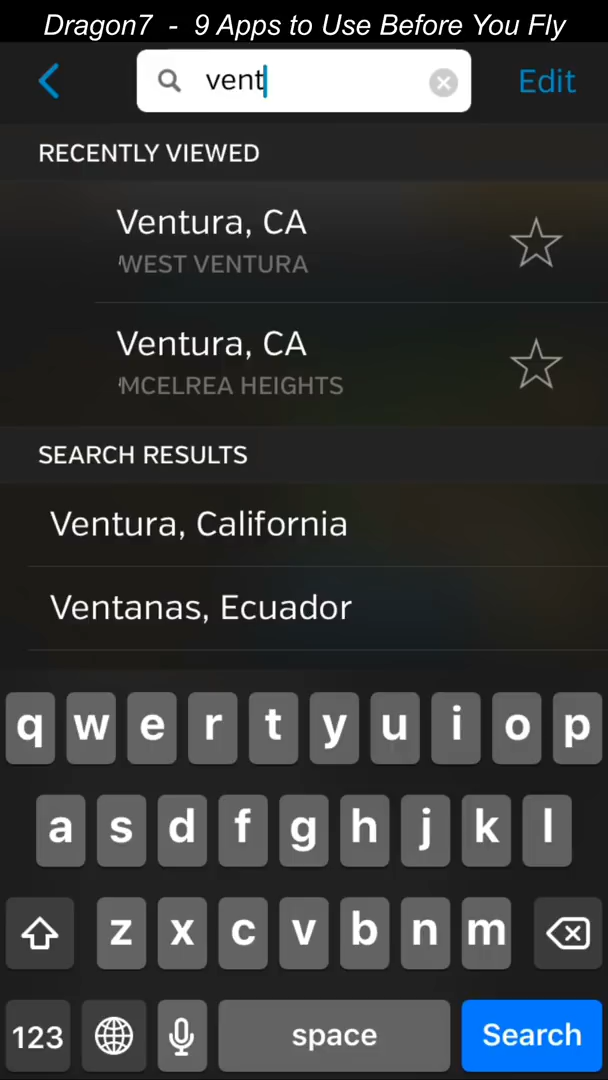 Dragon7 - 9 Apps to Use Before You Fly
vent
Edit
RECENTLY VIEWED
Ventura, CA
'WEST VENTURA
Ventura, CA
'MCELREA HEIGHTS
SEARCH RESULTS
Ventura, California
Ventanas, Ecuador
q w e r t y u i o p
a s d f g h j k l
z x c v b n m
123 space Search